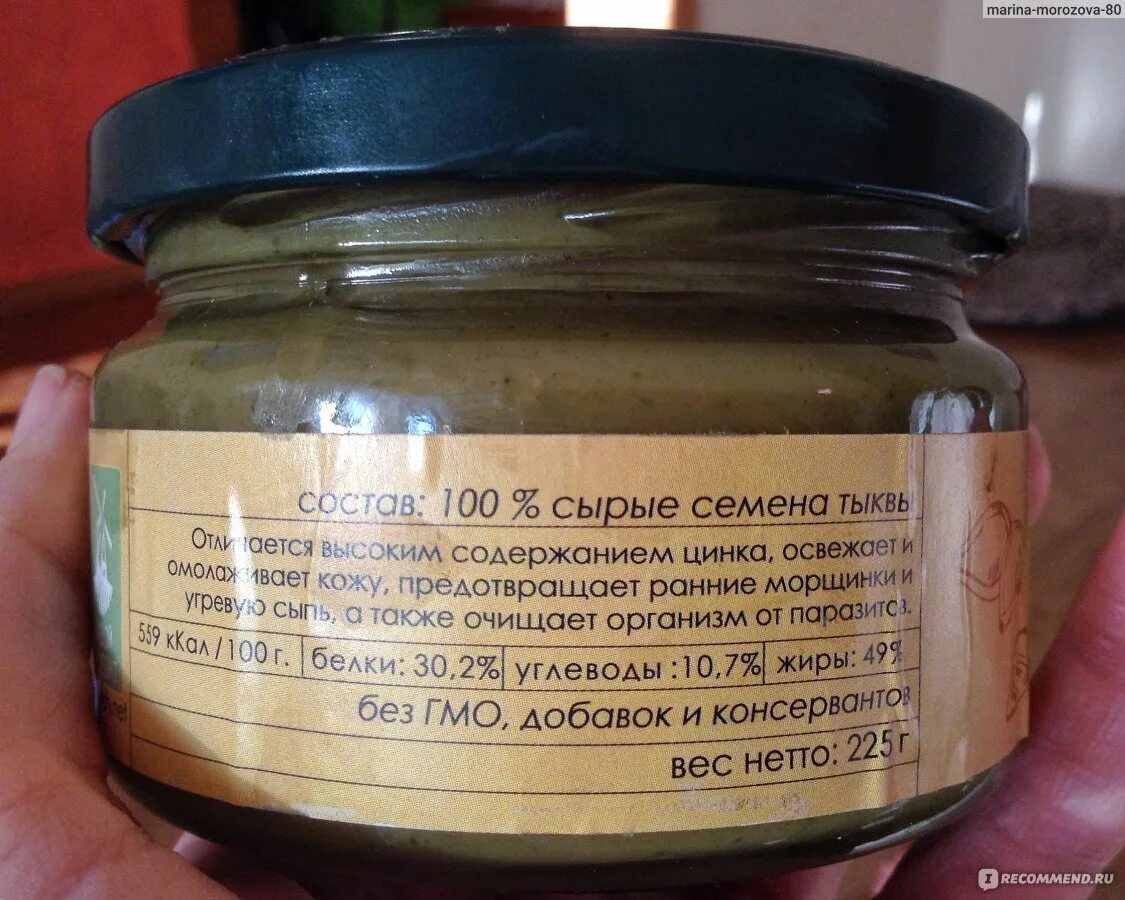 marina-morozova-80
состав: 100 % сырые семена тыквы
Отличается высоким содержанием цинка, освежает и
омолаживает кожу, предотвращает ранние морщинки и
угревую сыпь, а также очищает организм от паразитов.
559 кКал/100 г. белки: 30,2% углеводы :10,7% жиры: 49%
без ГМО, добавок и консервантов
.net
вес нетто: 225 г
IRECOMMEND.RU